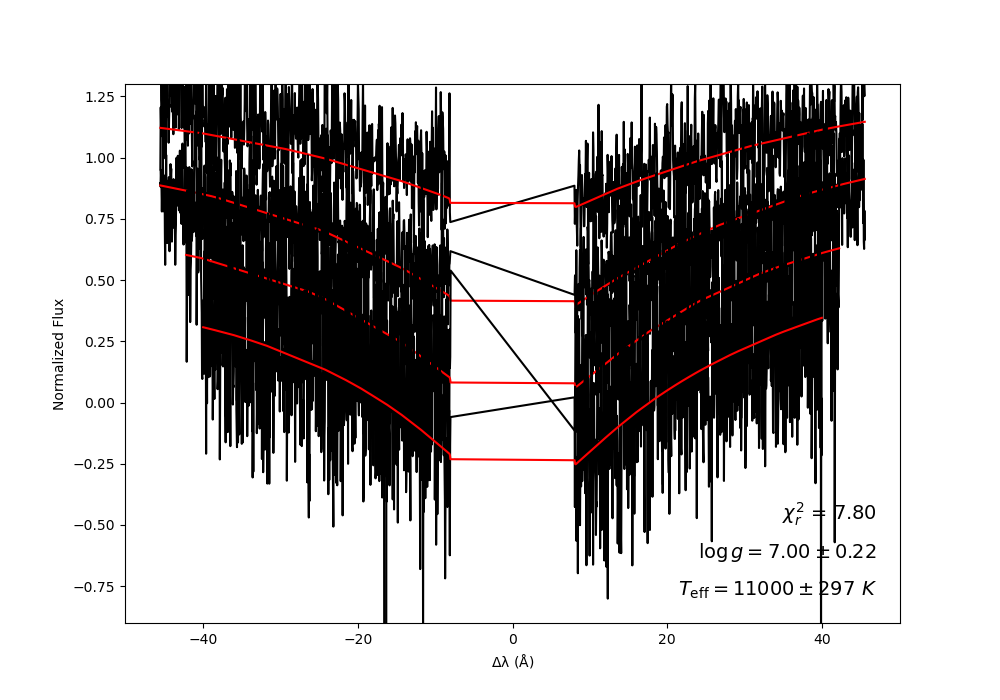 1.25
1.00
0.75
0.50
0.25
0.00
−0.25
−0.50
−0.75
Normalized Flux
χ²ᵣ = 7.80
log g = 7.00 ± 0.22
T_eff = 11000 ± 297 K
−40 −20 0 20 40
Δλ (Å)